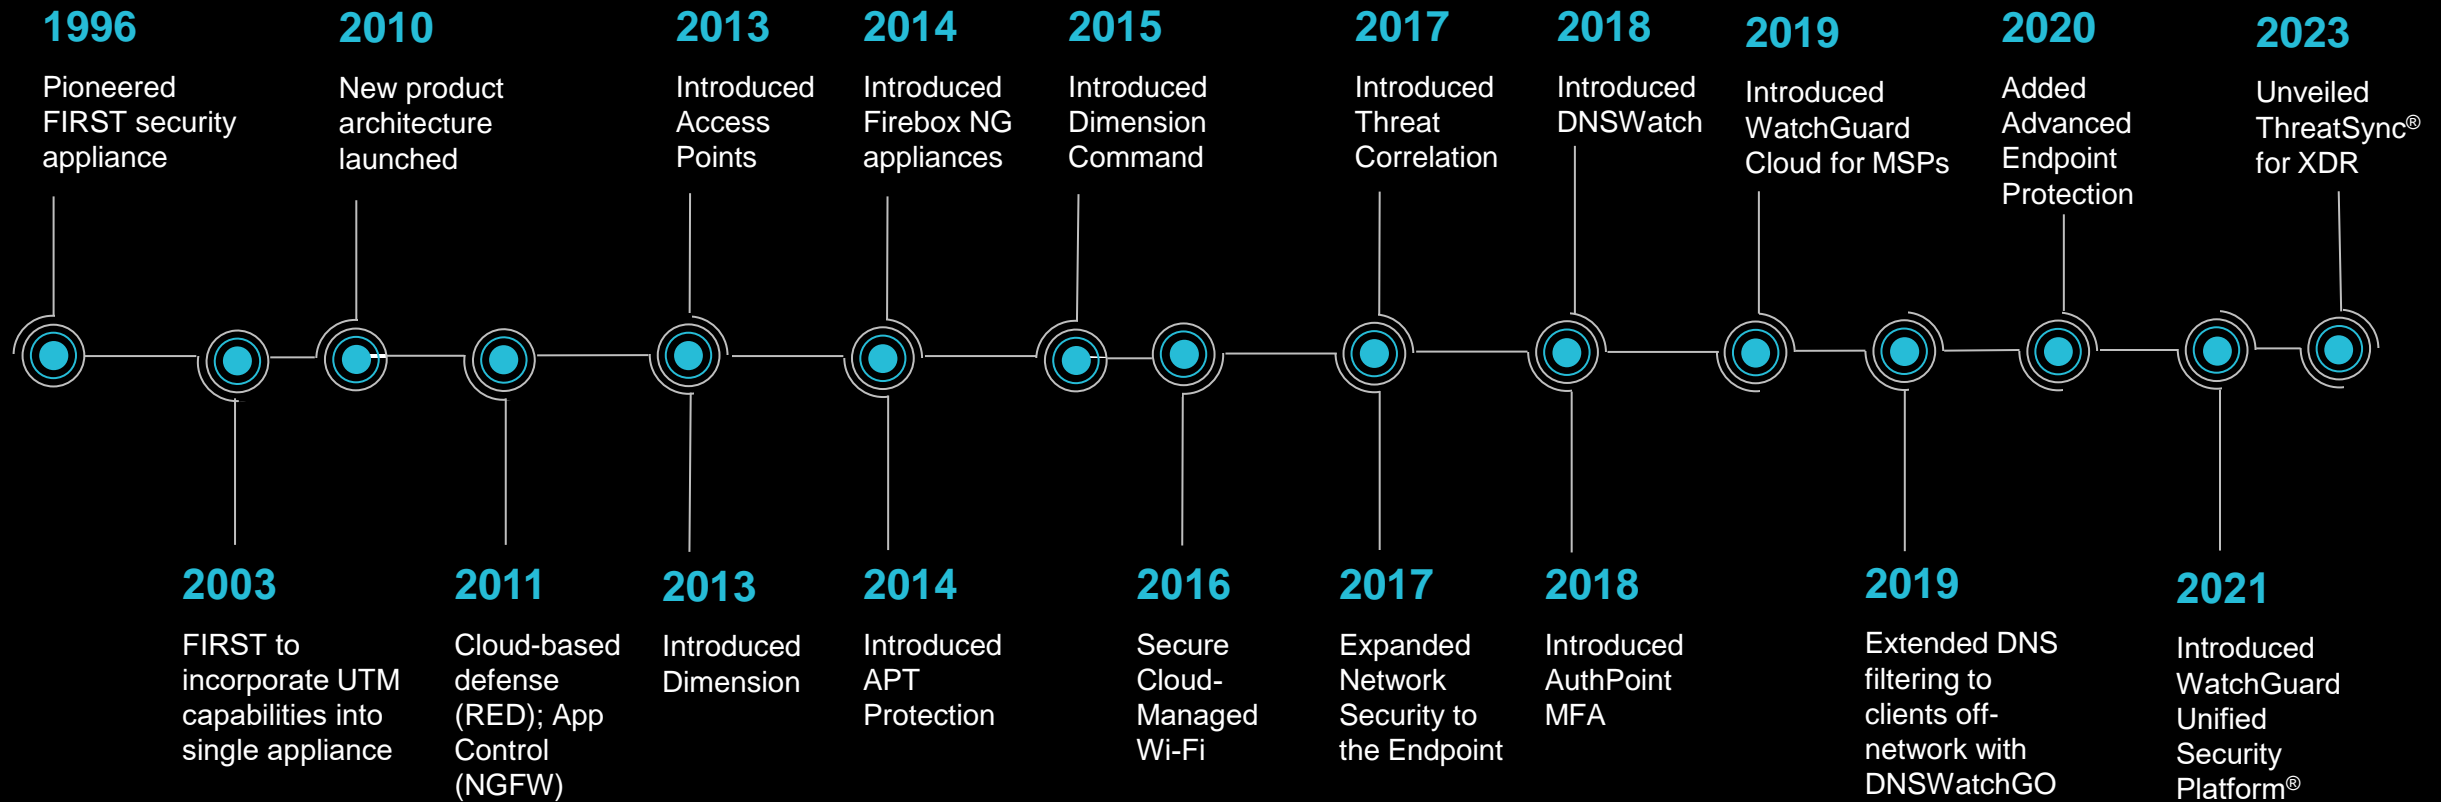 1996
Pioneered
FIRST security
appliance
2010
New product
architecture
launched
2013
Introduced
Access
Points
2014
Introduced
Firebox NG
appliances
2015
Introduced
Dimension
Command
2017
Introduced
Threat
Correlation
2018
Introduced
DNSWatch
2019
Introduced
WatchGuard
Cloud for MSPs
2020
Added
Advanced
Endpoint
Protection
2023
Unveiled
ThreatSync®
for XDR
2003
FIRST to
incorporate UTM
capabilities into
single appliance
2011
Cloud-based
defense
(RED); App
Control
(NGFW)
2013
Introduced
Dimension
2014
Introduced
APT
Protection
2016
Secure
Cloud-
Managed
Wi-Fi
2017
Expanded
Network
Security to
the Endpoint
2018
Introduced
AuthPoint
MFA
2019
Extended DNS
filtering to
clients off-
network with
DNSWatchGO
2021
Introduced
WatchGuard
Unified
Security
Platform®